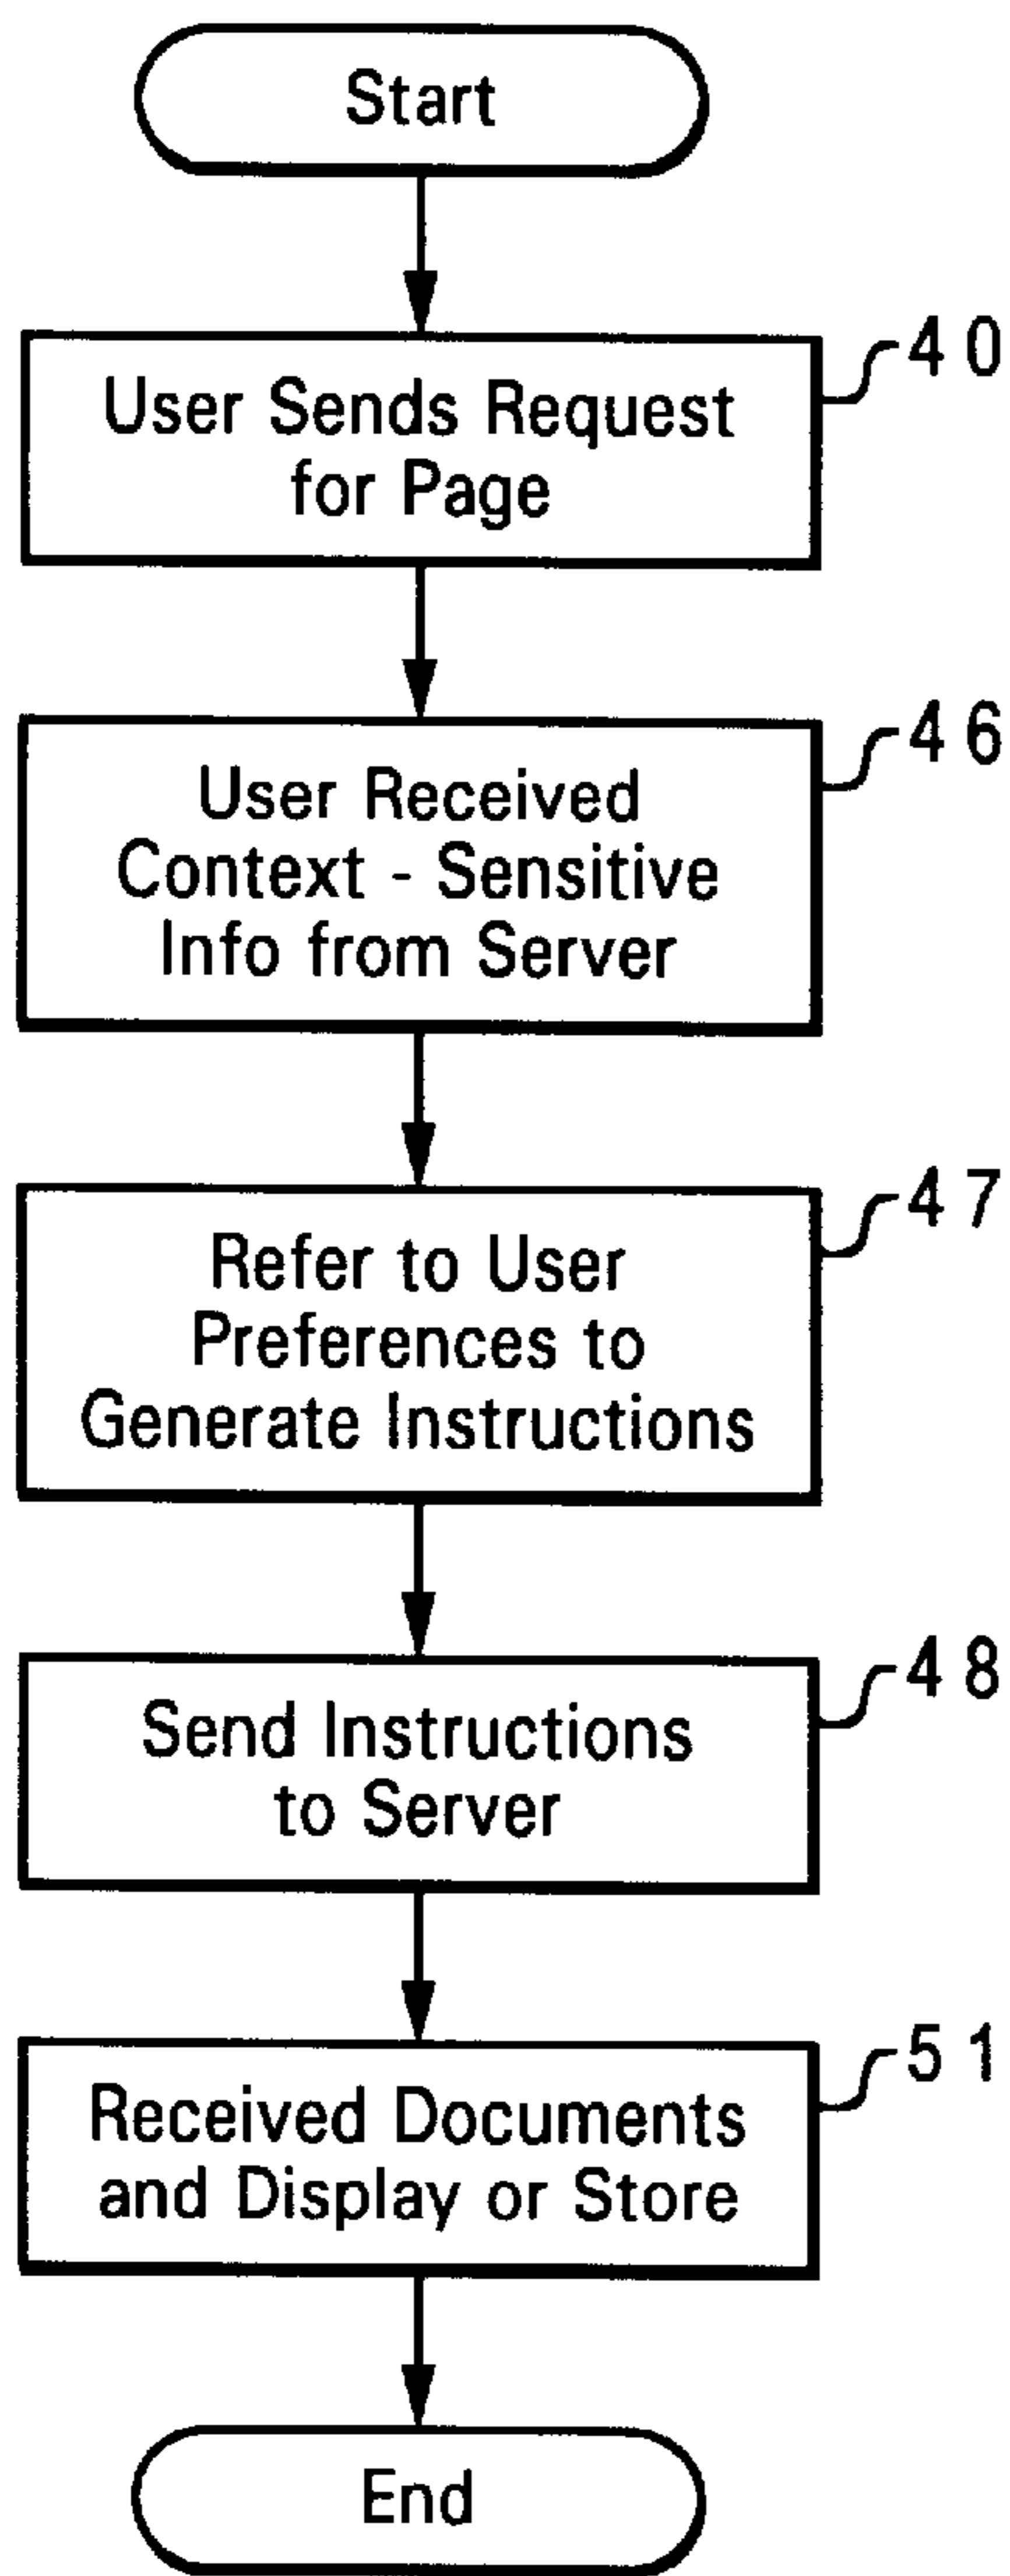 Start
40
User Sends Request
for Page
46
User Received
Context - Sensitive
Info from Server
47
Refer to User
Preferences to
Generate Instructions
48
Send Instructions
to Server
51
Received Documents
and Display or Store
End